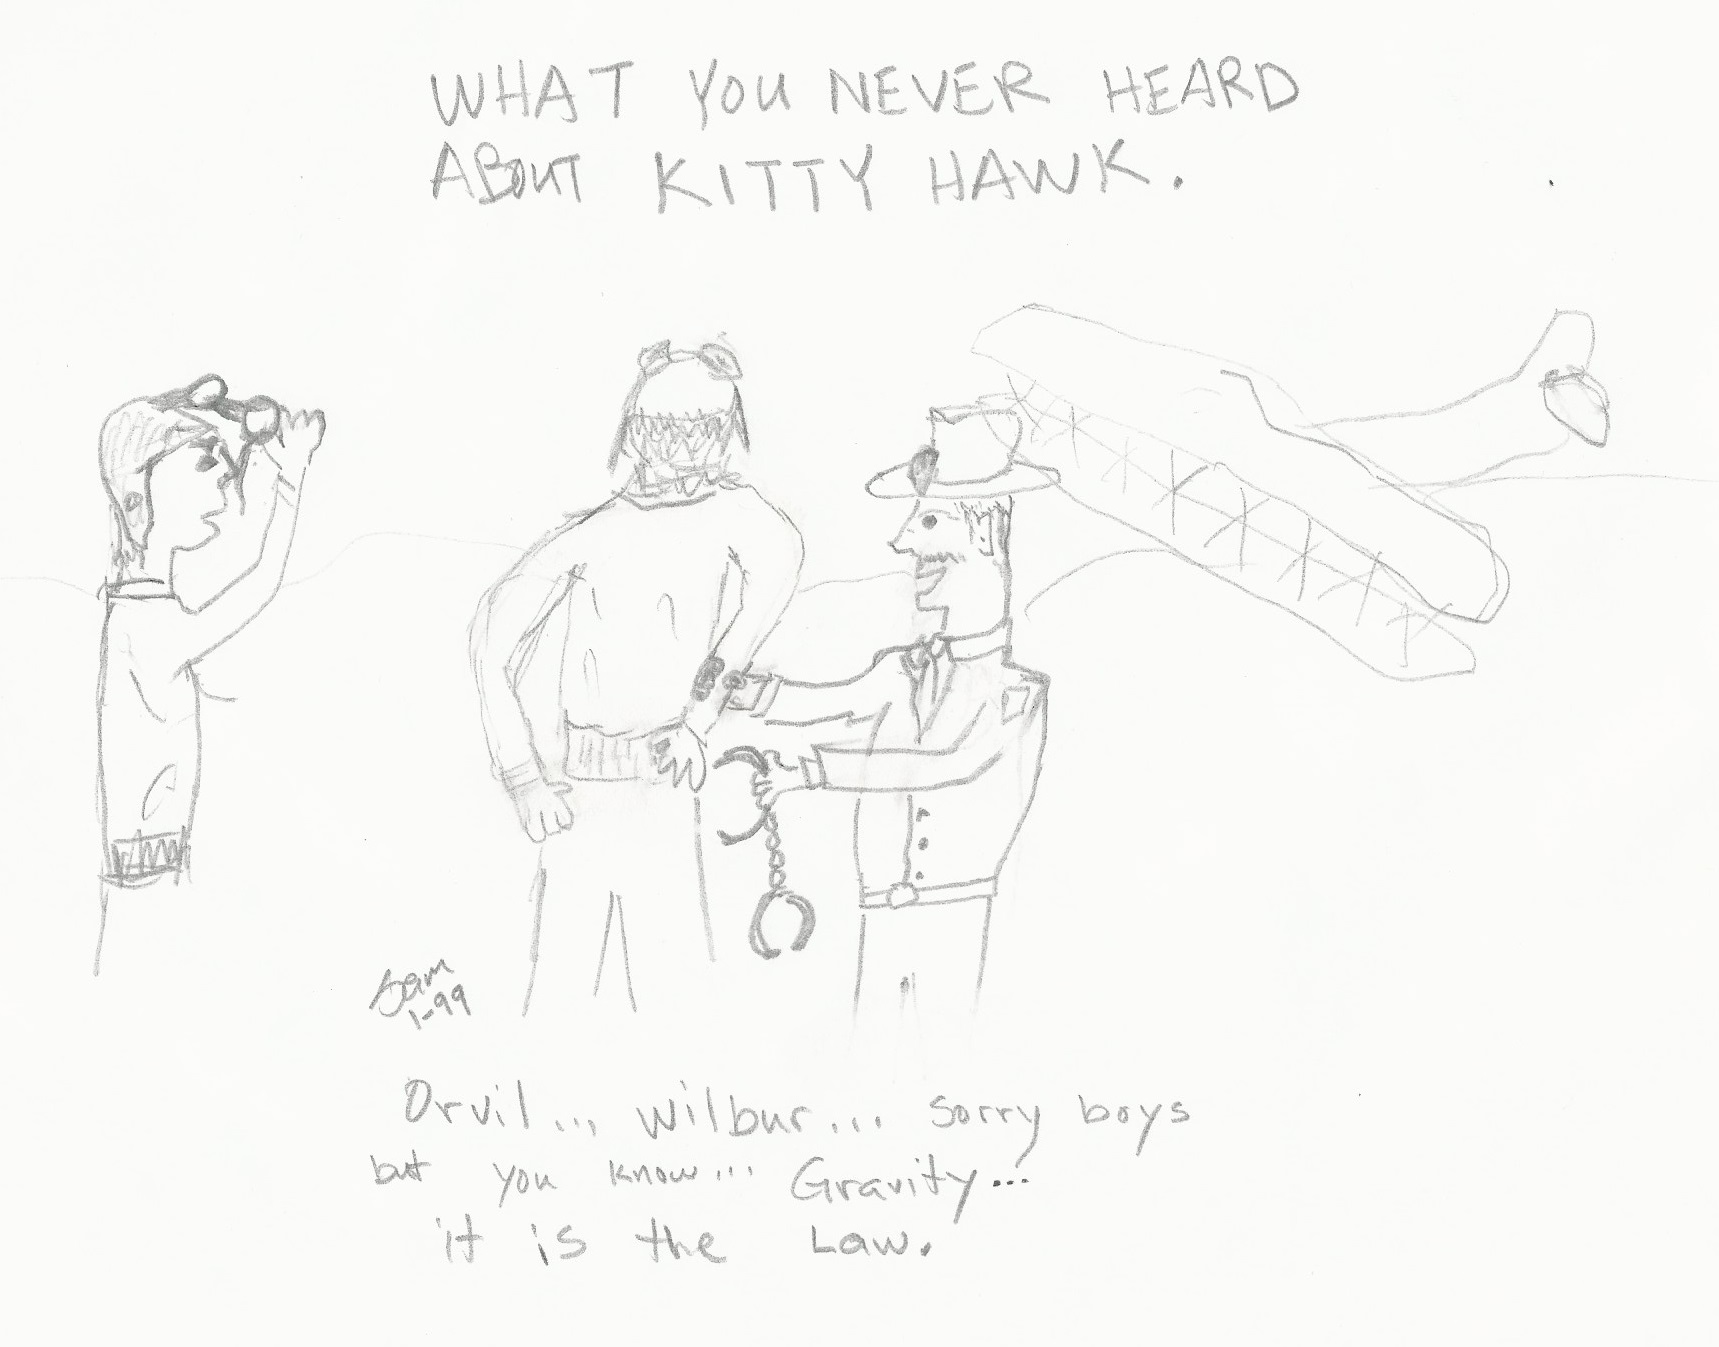 WHAT YOU NEVER HEARD
ABOUT KITTY HAWK.
Sam
1-99
Orvil... Wilbur... sorry boys
but you know... Gravity...
it is the Law.